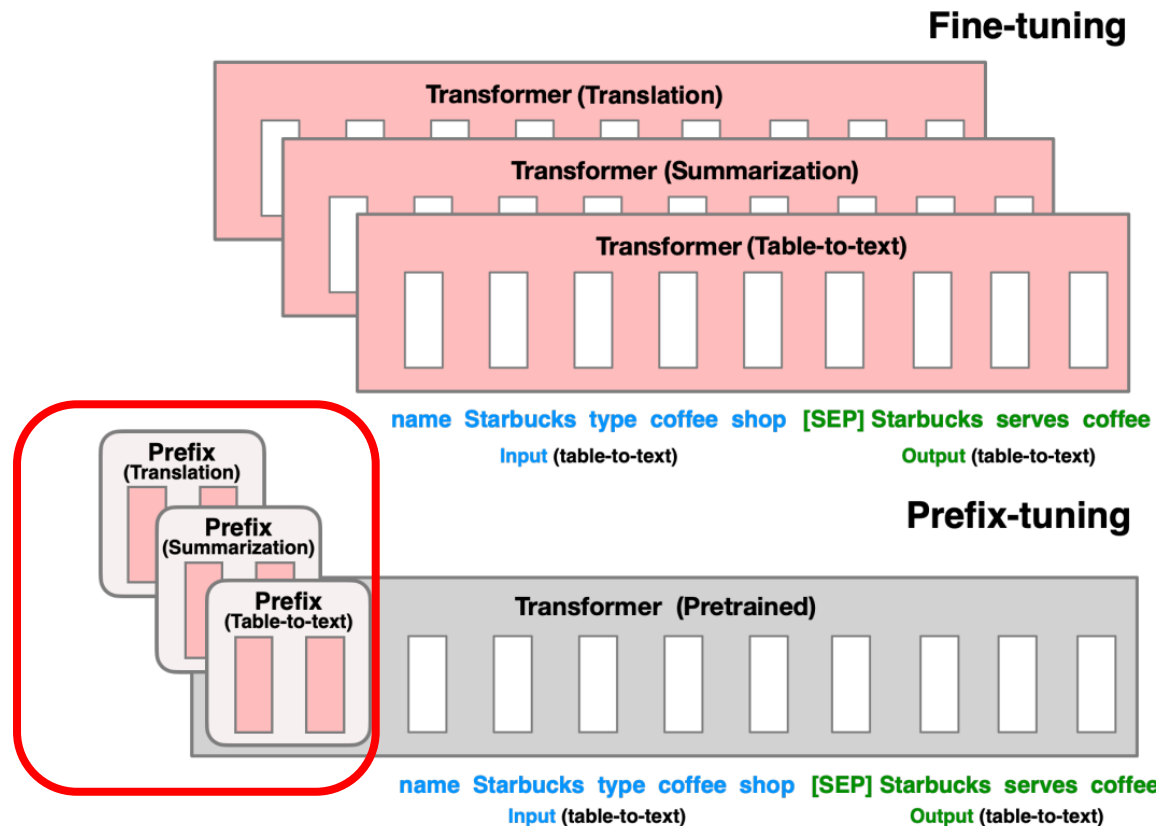 Fine-tuning
Transformer (Translation)
Transformer (Summarization)
Transformer (Table-to-text)
name Starbucks type coffee shop [SEP] Starbucks serves coffee
Input (table-to-text) Output (table-to-text)
Prefix
(Translation)
Prefix-tuning
Prefix
(Summarization)
Prefix
(Table-to-text)
Transformer (Pretrained)
name Starbucks type coffee shop [SEP] Starbucks serves coffee
Input (table-to-text) Output (table-to-text)